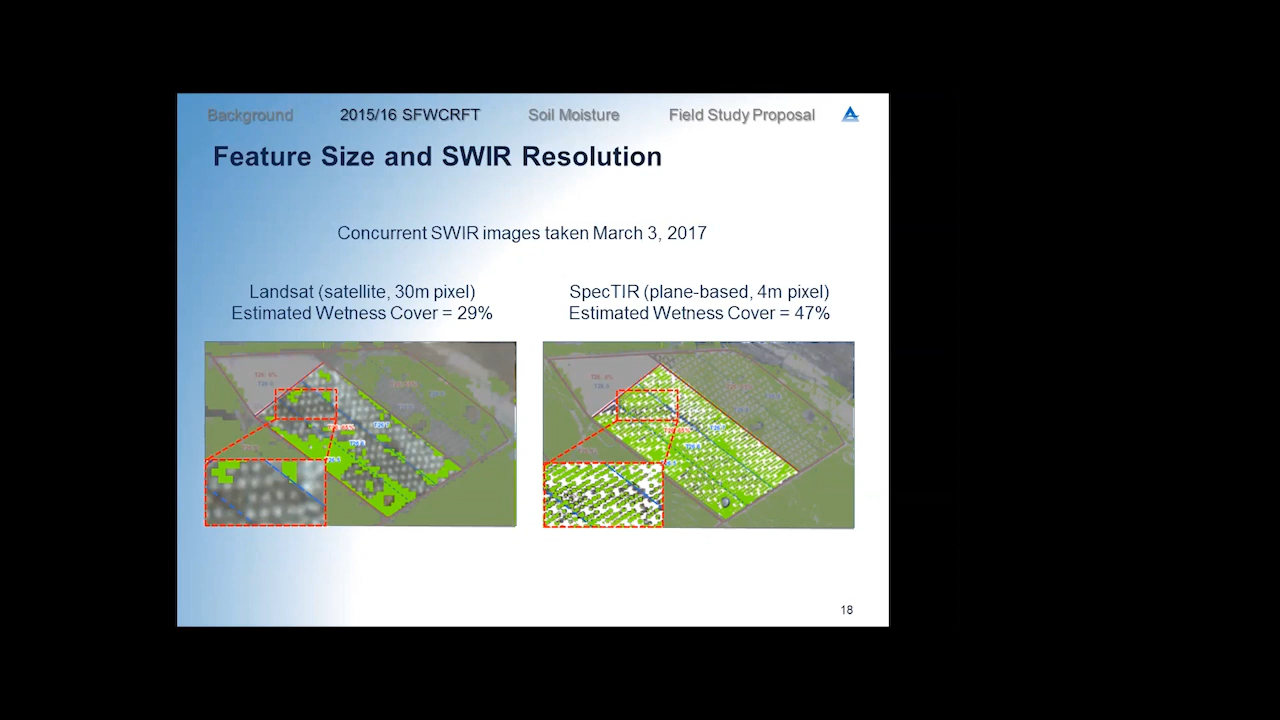 Background 2015/16 SFWCRFT Soil Moisture Field Study Proposal
Feature Size and SWIR Resolution
Concurrent SWIR images taken March 3, 2017
Landsat (satellite, 30m pixel)
Estimated Wetness Cover = 29%
SpecTIR (plane-based, 4m pixel)
Estimated Wetness Cover = 47%
18